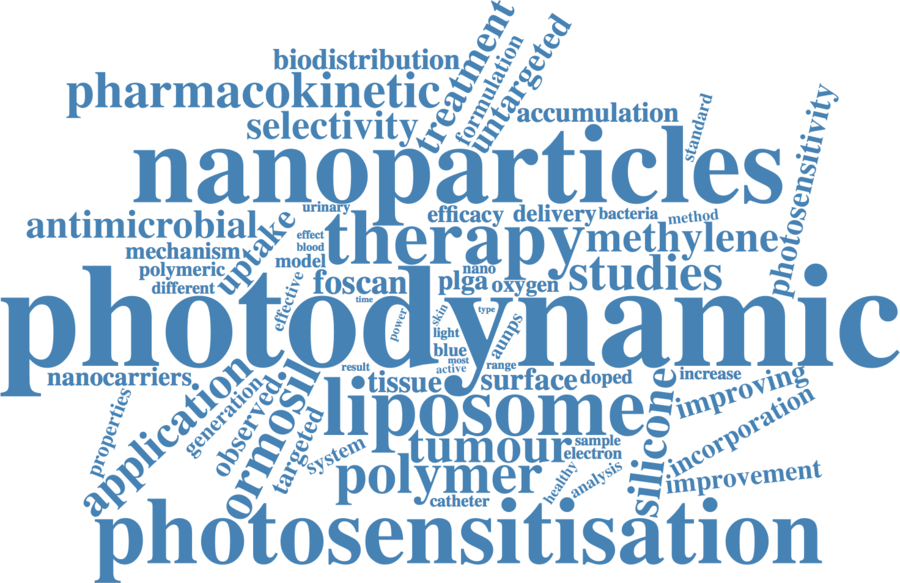 treatment
formulation
untargeted
biodistribution
pharmacokinetic
selectivity
accumulation
standard
photosensitivity
nanoparticles
antimicrobial
uptake
urinary
efficacy
delivery
bacteria
method
mechanism
effect
blood
therapy
methylene
polymeric
model
nano
different
effective
foscan
plga
oxygen
studies
photodynamic
time
power
skin
type
light
aunps
blue
most
active
range
result
nanocarriers
tissue
surface
doped
increase
properties
application
generation
observed
ormosil
targeted
system
liposome
silicone
improving
tumour
sample
electron
incorporation
polymer
healthy
analysis
improvement
catheter
photosensitisation